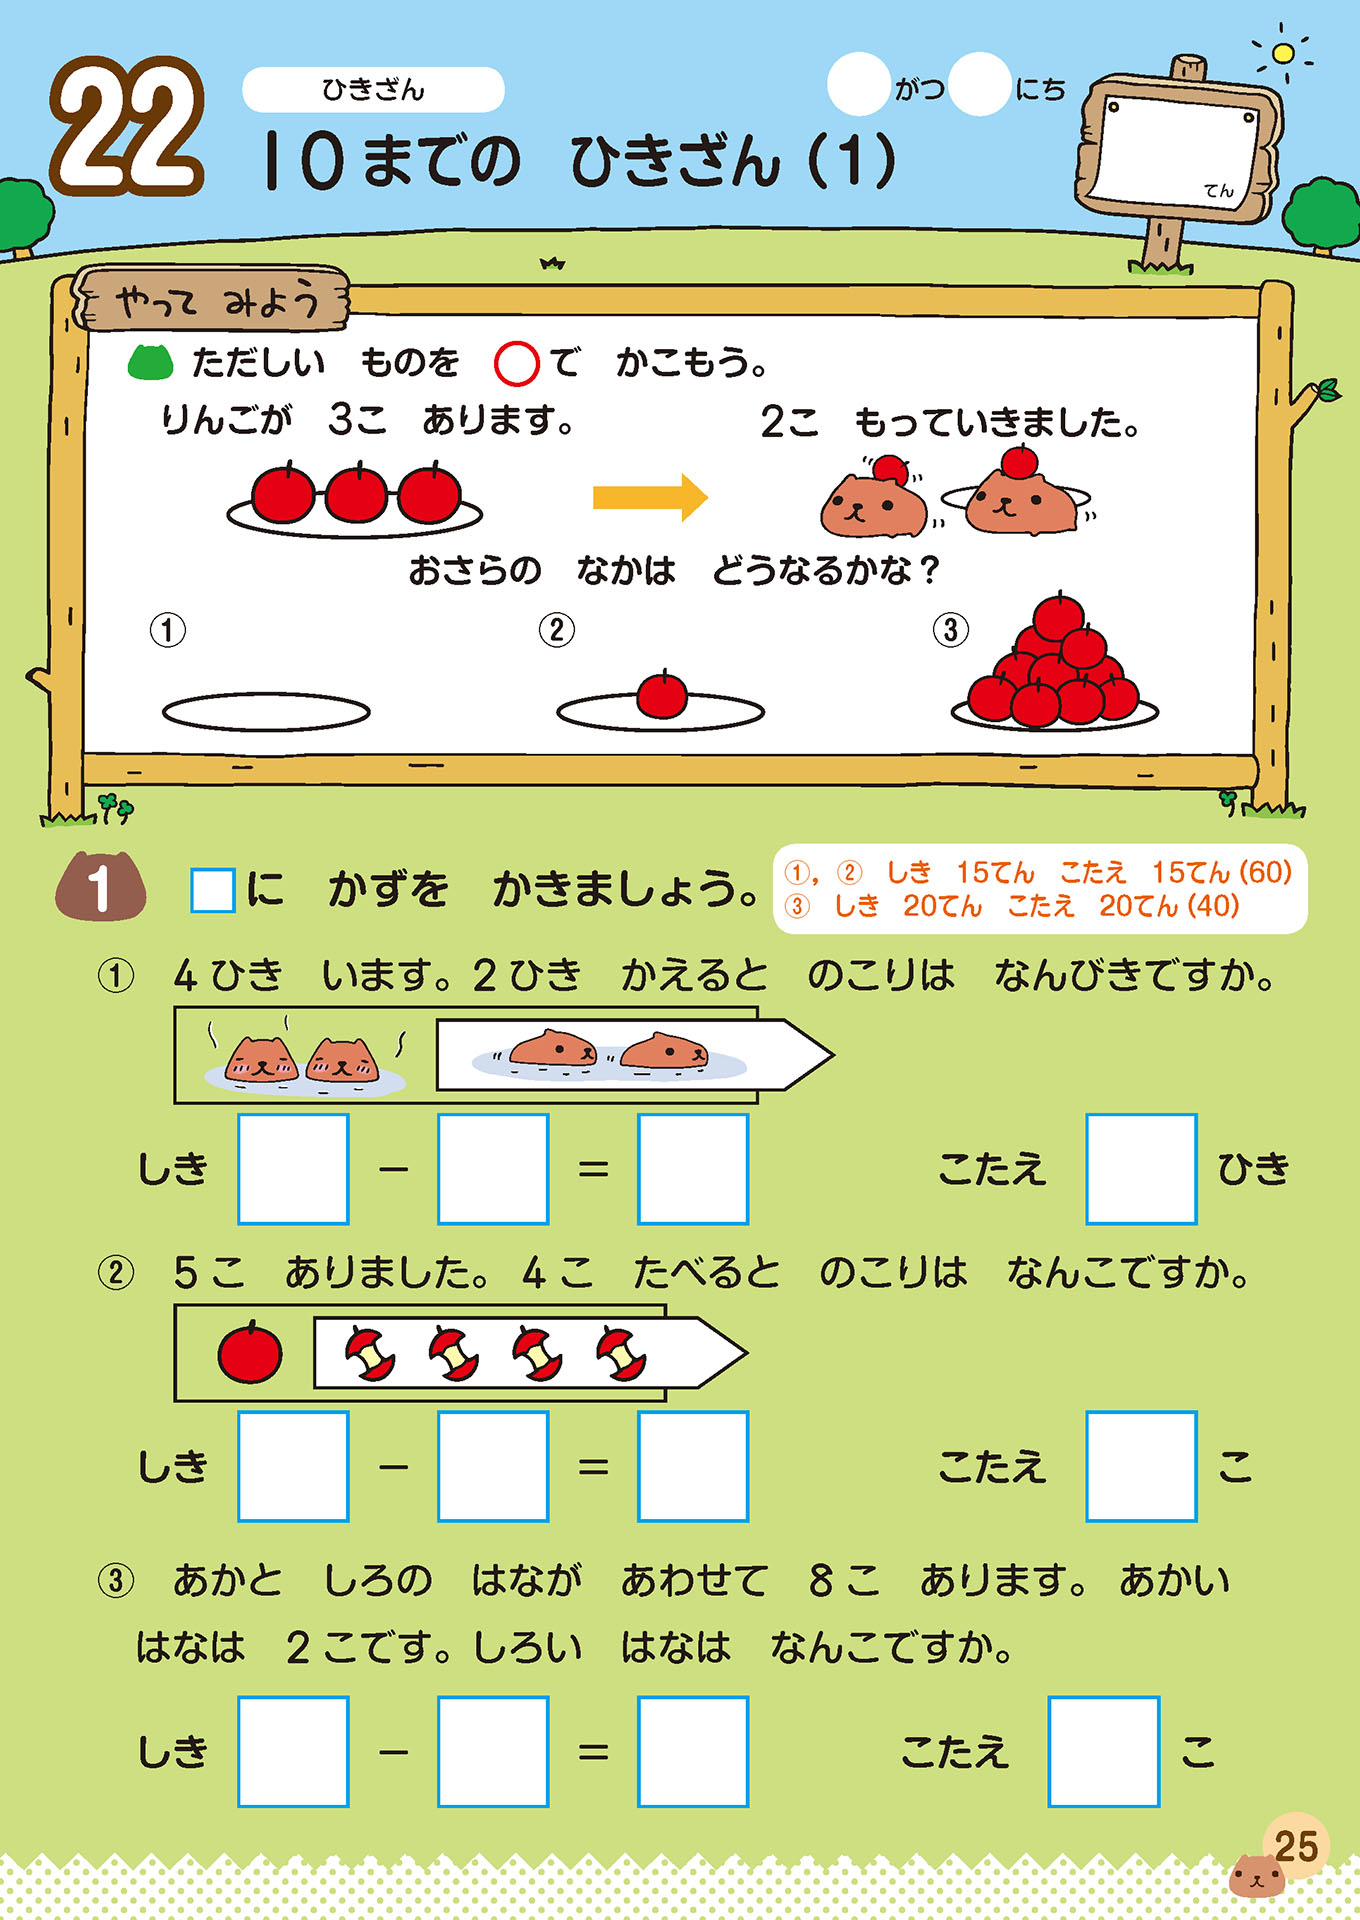 22
ひきざん
がつ にち
10までの ひきざん(1)
てん
やって みよう
ただしい ものを ○で かこもう。
りんごが 3こ あります。 2こ もっていきました。
おさらの なかは どうなるかな?
① ② ③
1 □に かずを かきましょう。
①, ② しき 15てん こたえ 15てん(60)
③ しき 20てん こたえ 20てん(40)
① 4ひき います。2ひき かえると のこりは なんびきですか。
しき □ − □ = □ こたえ □ ひき
② 5こ ありました。4こ たべると のこりは なんこですか。
しき □ − □ = □ こたえ □ こ
③ あかと しろの はなが あわせて 8こ あります。あかい
はなは 2こです。しろい はなは なんこですか。
しき □ − □ = □ こたえ □ こ
25